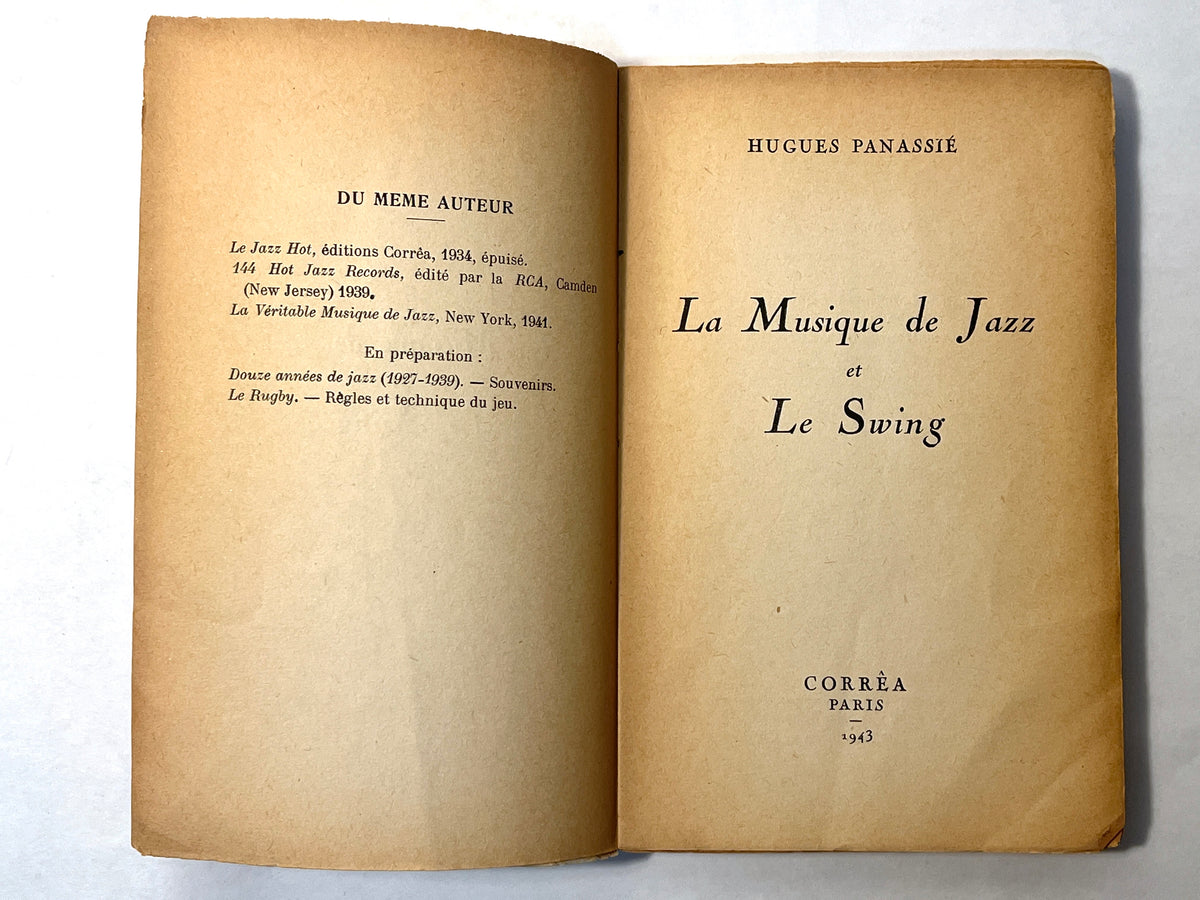 DU MEME AUTEUR
Le Jazz Hot, éditions Corrêa, 1934, épuisé.
144 Hot Jazz Records, édité par la RCA, Camden
(New Jersey) 1939.
La Véritable Musique de Jazz, New York, 1941.
En préparation :
Douze années de jazz (1927-1939). — Souvenirs.
Le Rugby. — Règles et technique du jeu.
HUGUES PANASSIÉ
La Musique de Jazz
et
Le Swing
CORRÊA
PARIS
—
1943